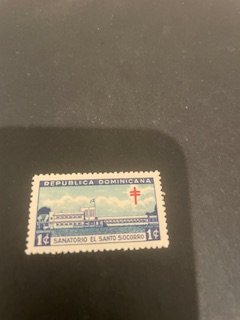 REPUBLICA DOMINICANA
1¢ SANATORIO EL SANTO SOCORRO 1¢